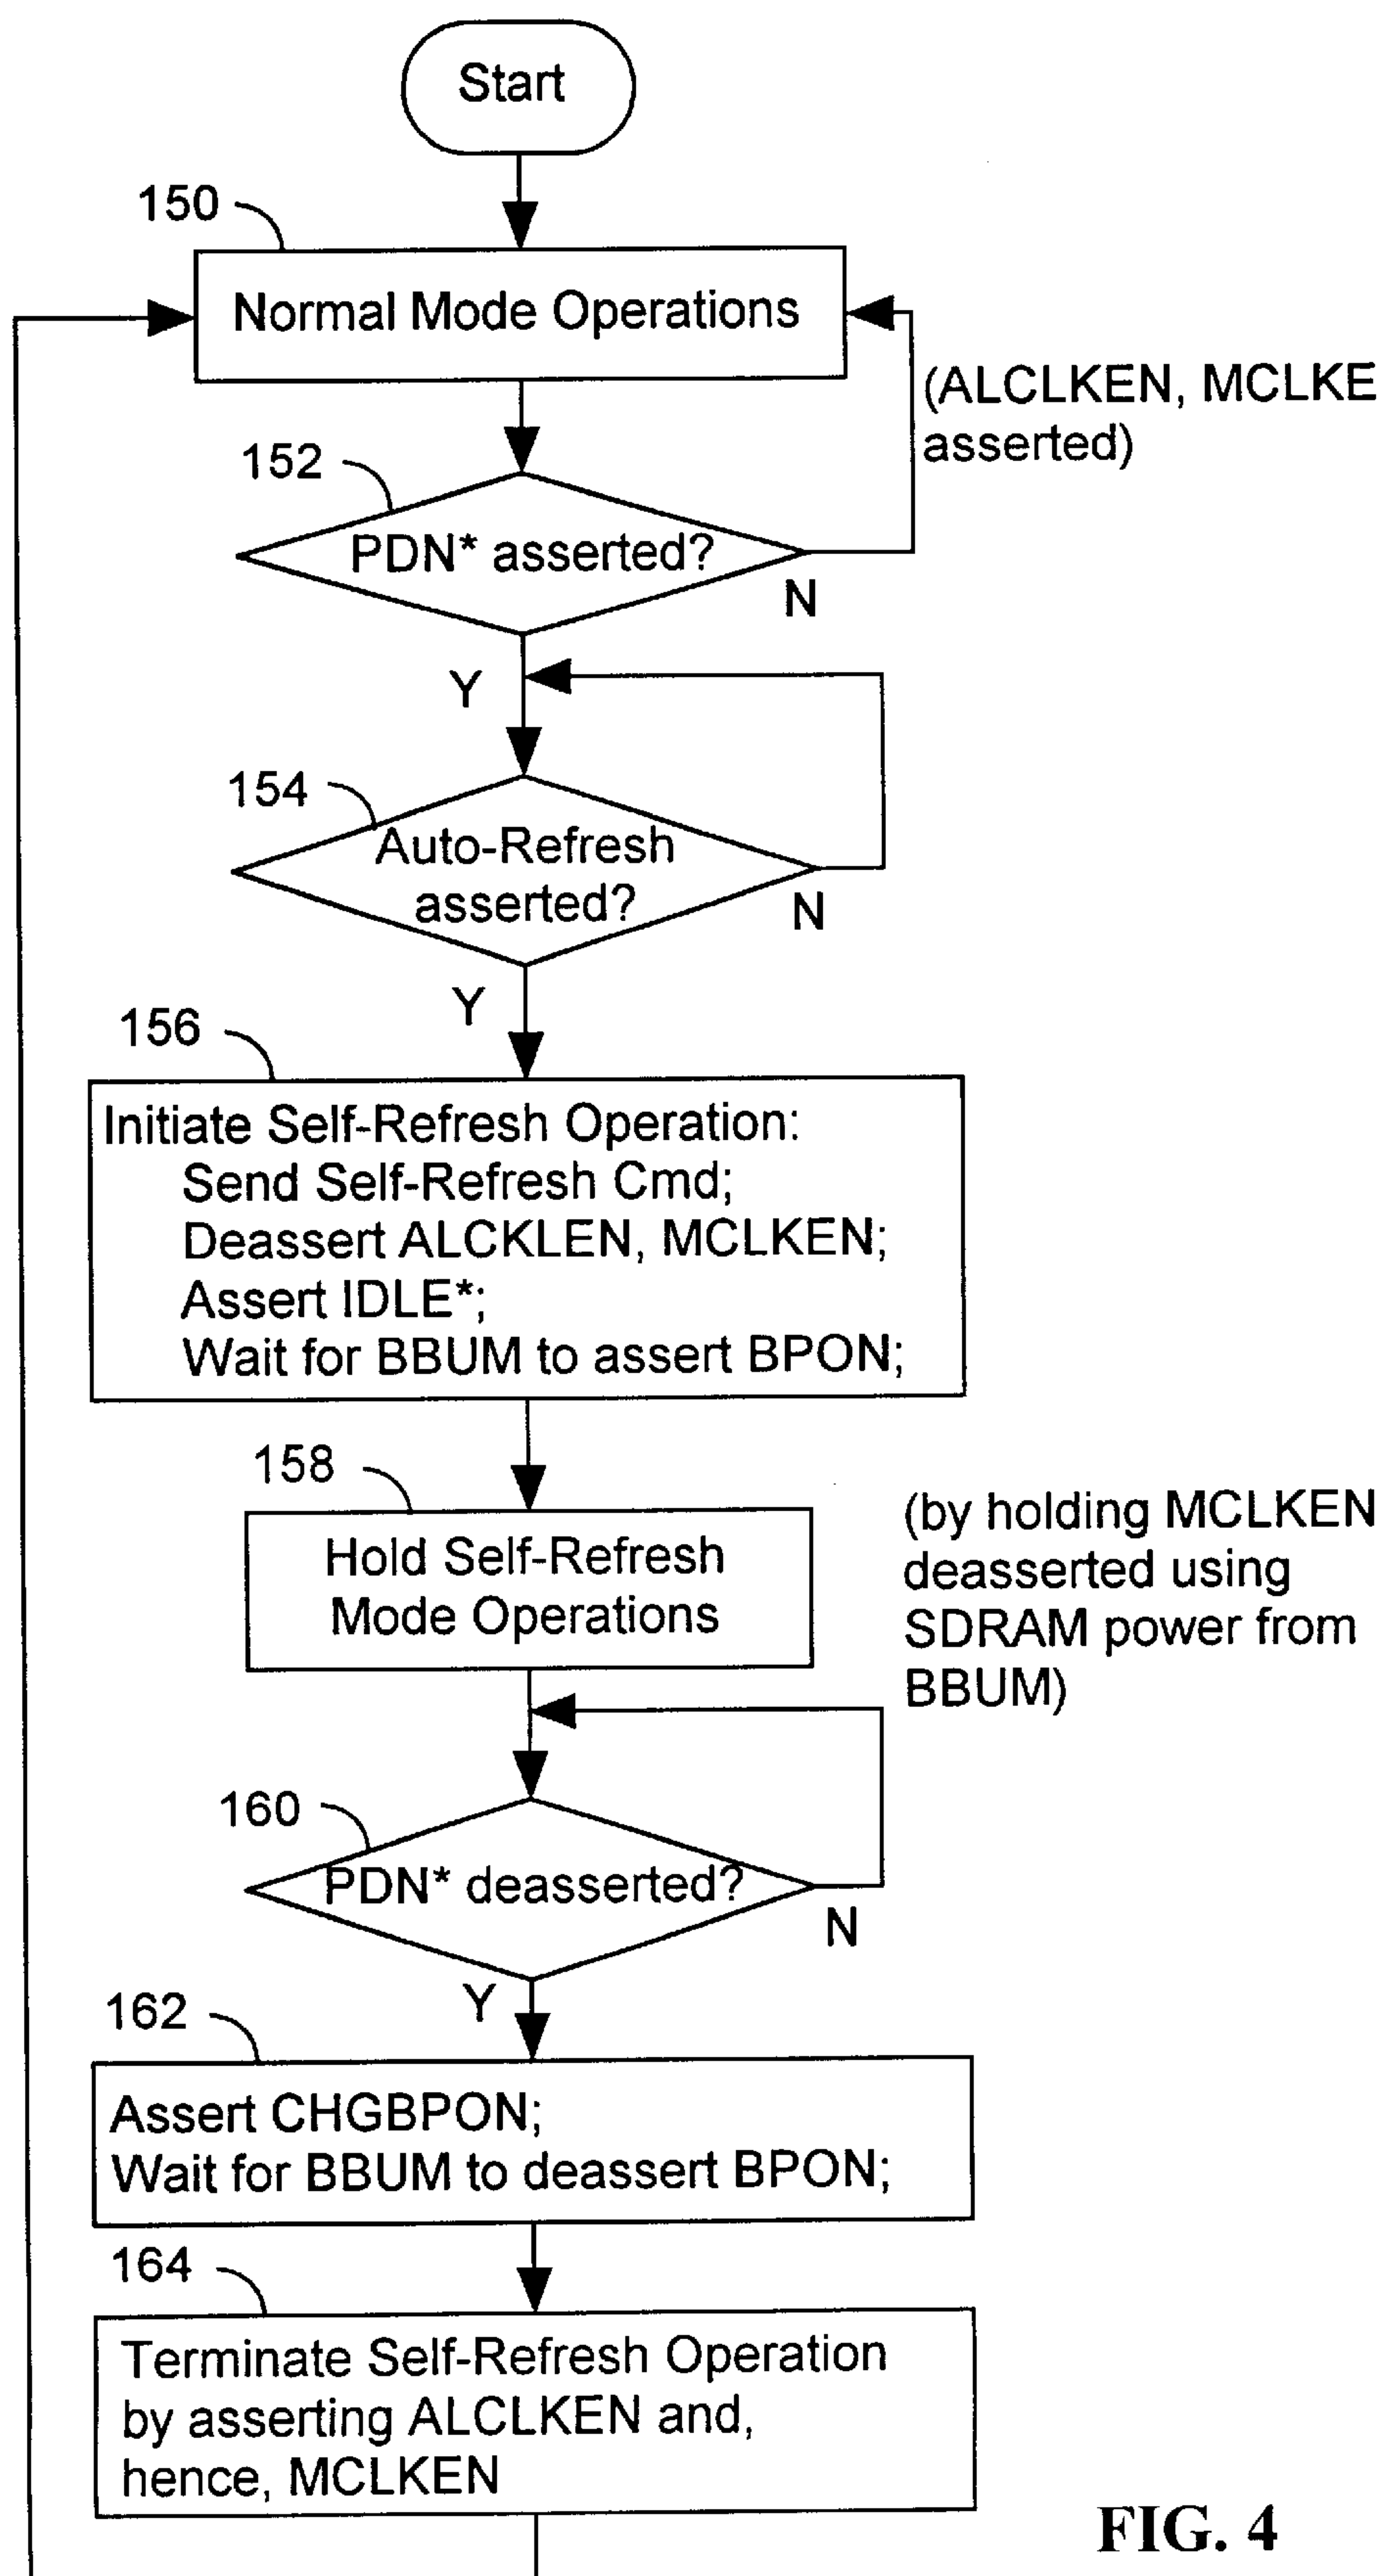 Start
150
Normal Mode Operations
(ALCLKEN, MCLKE
asserted)
152
PDN* asserted?
N
Y
154
Auto-Refresh
asserted?
N
Y
156
Initiate Self-Refresh Operation:
Send Self-Refresh Cmd;
Deassert ALCKLEN, MCLKEN;
Assert IDLE*;
Wait for BBUM to assert BPON;
158
Hold Self-Refresh
Mode Operations
(by holding MCLKEN
deasserted using
SDRAM power from
BBUM)
160
PDN* deasserted?
N
Y
162
Assert CHGBPON;
Wait for BBUM to deassert BPON;
164
Terminate Self-Refresh Operation
by asserting ALCLKEN and,
hence, MCLKEN
FIG. 4